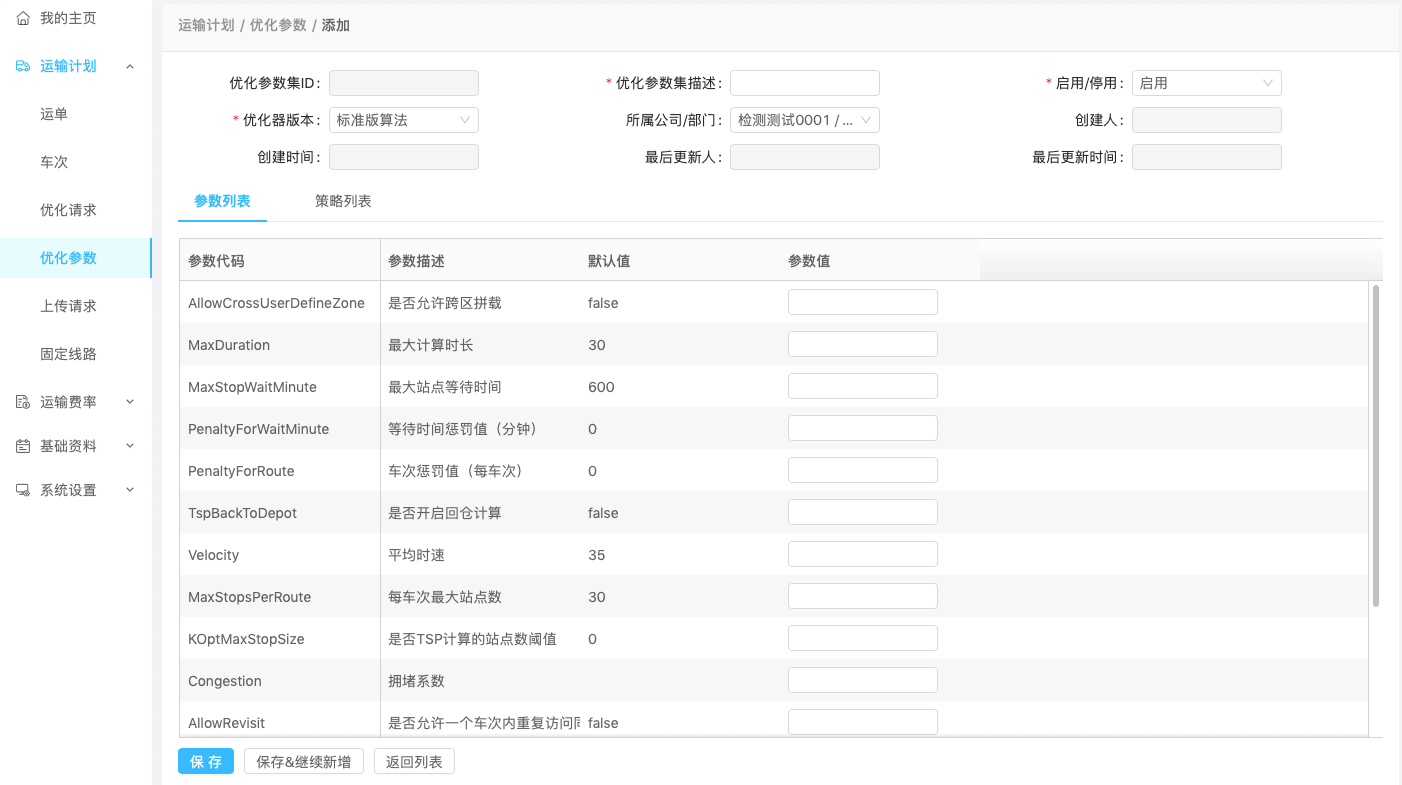 我的主页
运输计划
运单
车次
优化请求
优化参数
上传请求
固定线路
运输费率
基础资料
系统设置
运输计划 / 优化参数 / 添加
优化参数集ID:
* 优化参数集描述:
* 启用/停用: 启用
* 优化器版本: 标准版算法
所属公司/部门: 检测测试0001 / ...
创建人:
创建时间:
最后更新人:
最后更新时间:
参数列表 策略列表
参数代码 参数描述 默认值 参数值
AllowCrossUserDefineZone 是否允许跨区拼载 false
MaxDuration 最大计算时长 30
MaxStopWaitMinute 最大站点等待时间 600
PenaltyForWaitMinute 等待时间惩罚值（分钟） 0
PenaltyForRoute 车次惩罚值（每车次） 0
TspBackToDepot 是否开启回仓计算 false
Velocity 平均时速 35
MaxStopsPerRoute 每车次最大站点数 30
KOptMaxStopSize 是否TSP计算的站点数阈值 0
Congestion 拥堵系数
AllowRevisit 是否允许一个车次内重复访问 false
保 存 保存&继续新增 返回列表